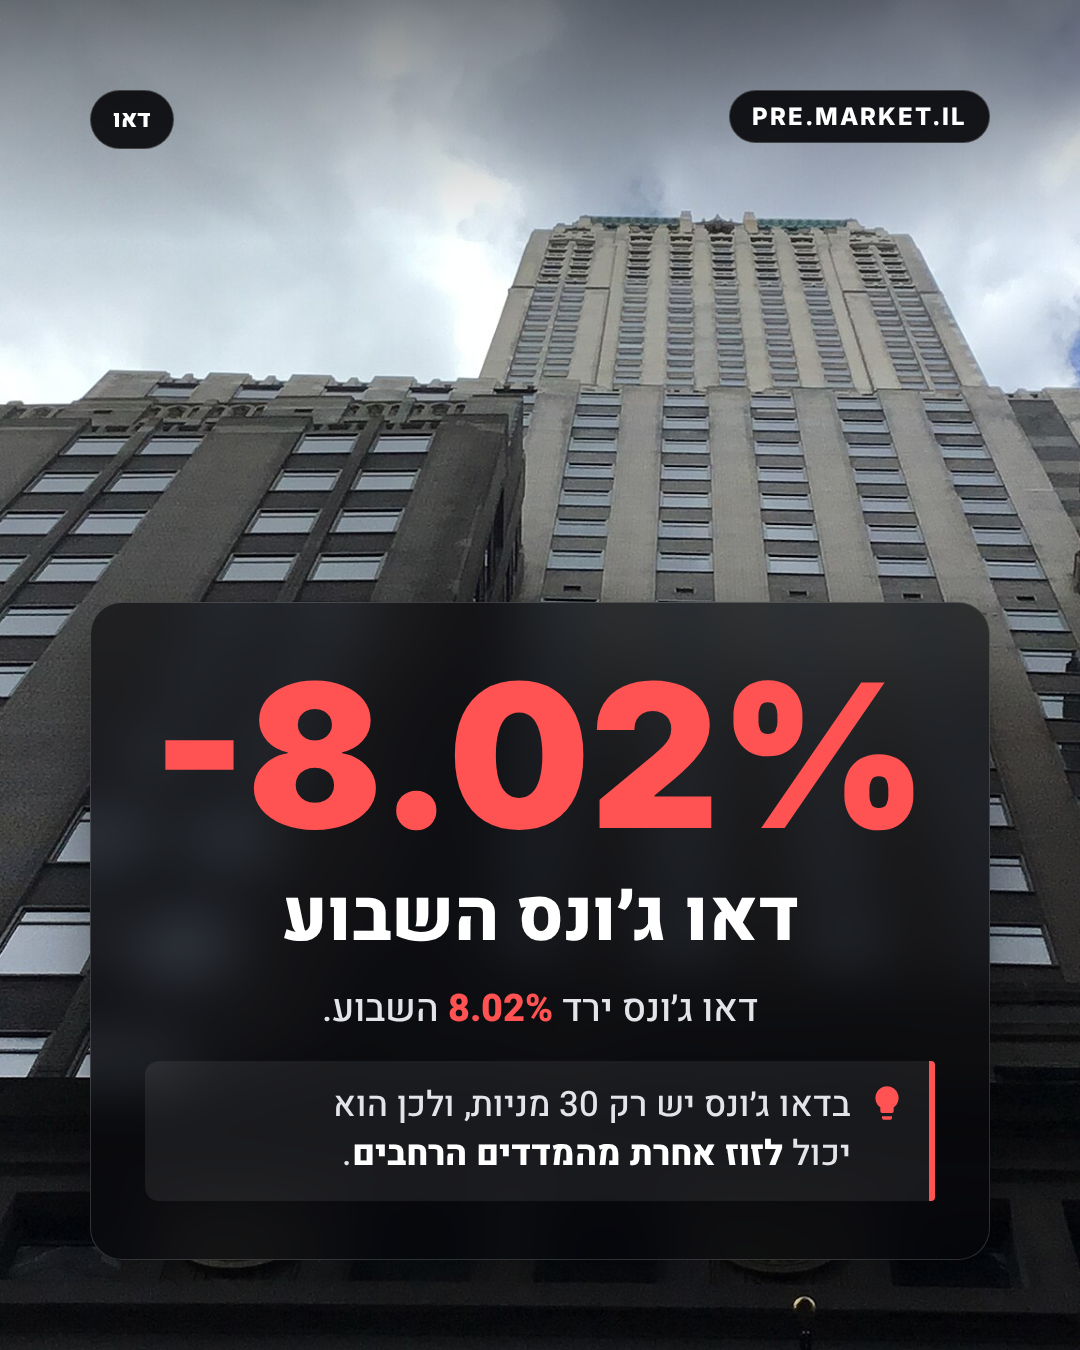 PRE.MARKET.IL
דאו
-8.02%
דאו ג׳ונס השבוע
דאו ג׳ונס ירד 8.02% השבוע.
בדאו ג׳ונס יש רק 30 מניות, ולכן הוא
יכול לזוז אחרת מהמדדים הרחבים.